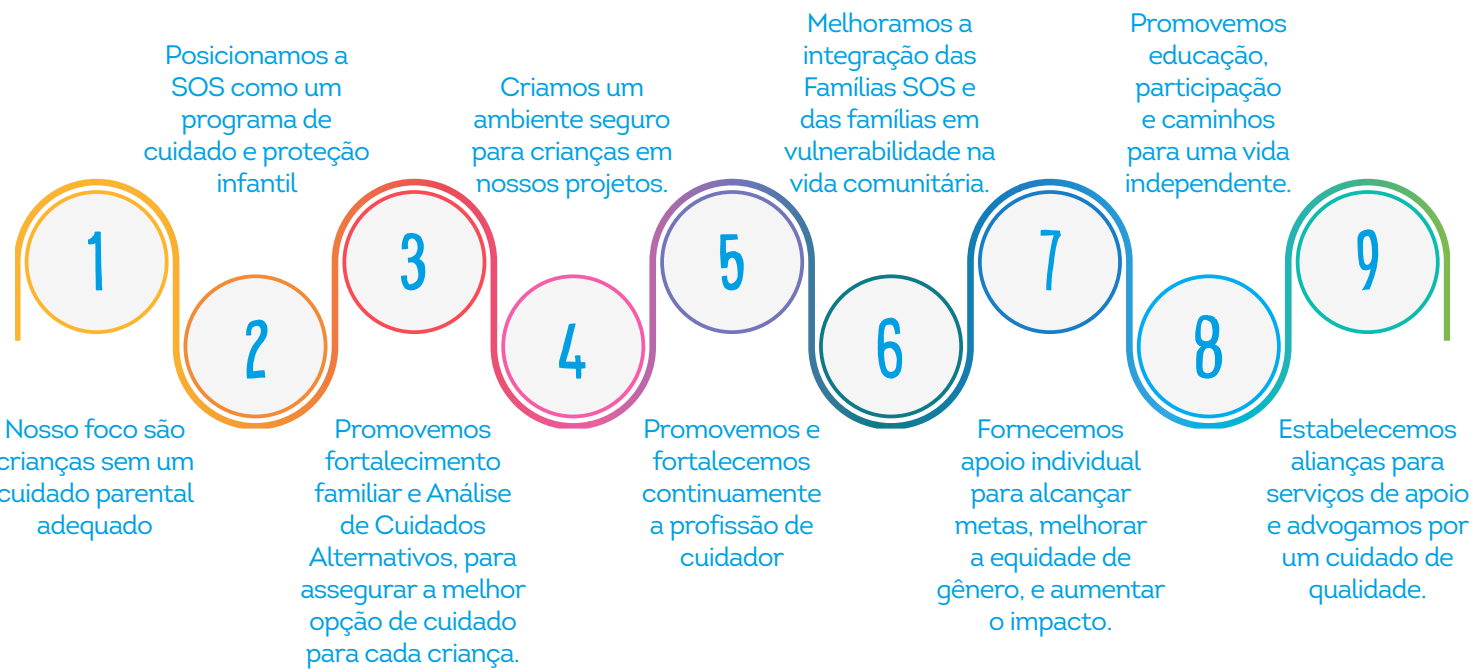 1
Nosso foco são
crianças sem um
cuidado parental
adequado
2
Posicionamos a
SOS como um
programa de
cuidado e proteção
infantil
3
Promovemos
fortalecimento
familiar e Análise
de Cuidados
Alternativos, para
assegurar a melhor
opção de cuidado
para cada criança.
4
Criamos um
ambiente seguro
para crianças em
nossos projetos.
5
Promovemos e
fortalecemos
continuamente
a profissão de
cuidador
6
Melhoramos a
integração das
Famílias SOS e
das famílias em
vulnerabilidade na
vida comunitária.
7
Fornecemos
apoio individual
para alcançar
metas, melhorar
a equidade de
gênero, e aumentar
o impacto.
8
Promovemos
educação,
participação
e caminhos
para uma vida
independente.
9
Estabelecemos
alianças para
serviços de apoio
e advogamos por
um cuidado de
qualidade.